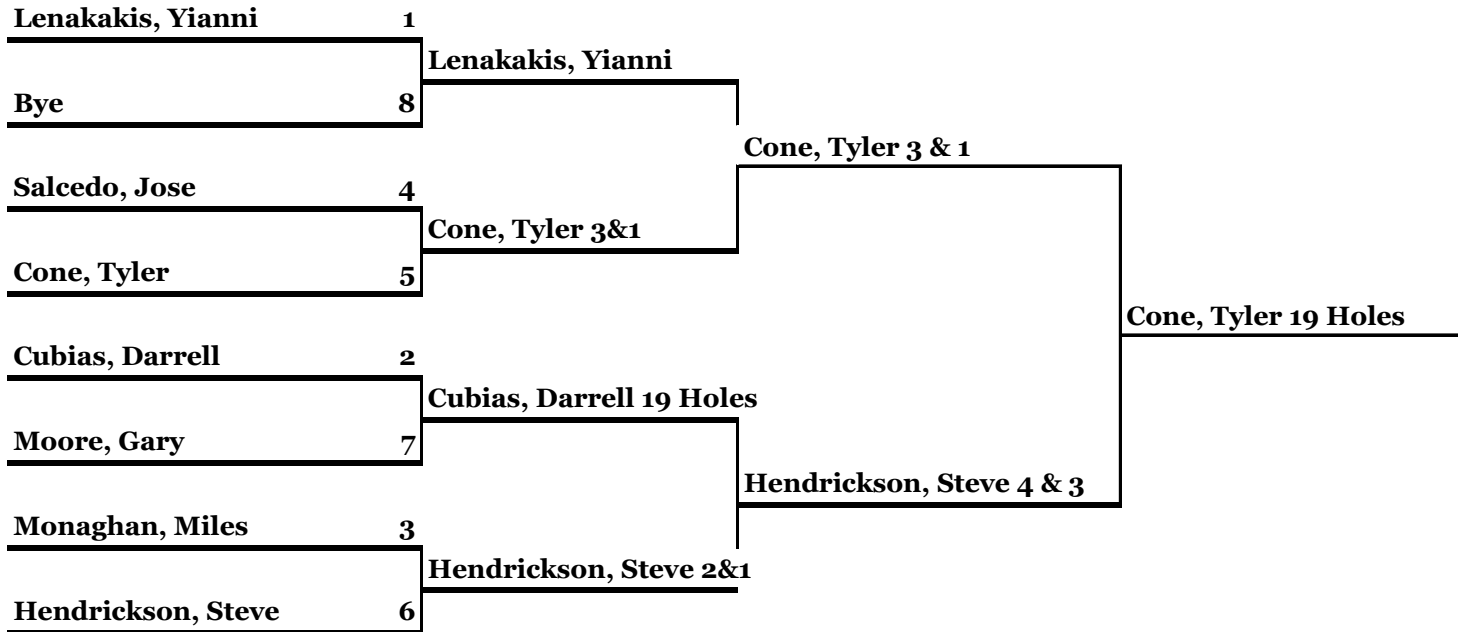 Lenakakis, Yianni 1
Lenakakis, Yianni
Bye 8
Cone, Tyler 3 & 1
Salcedo, Jose 4
Cone, Tyler 3&1
Cone, Tyler 5
Cone, Tyler 19 Holes
Cubias, Darrell 2
Cubias, Darrell 19 Holes
Moore, Gary 7
Hendrickson, Steve 4 & 3
Monaghan, Miles 3
Hendrickson, Steve 2&1
Hendrickson, Steve 6